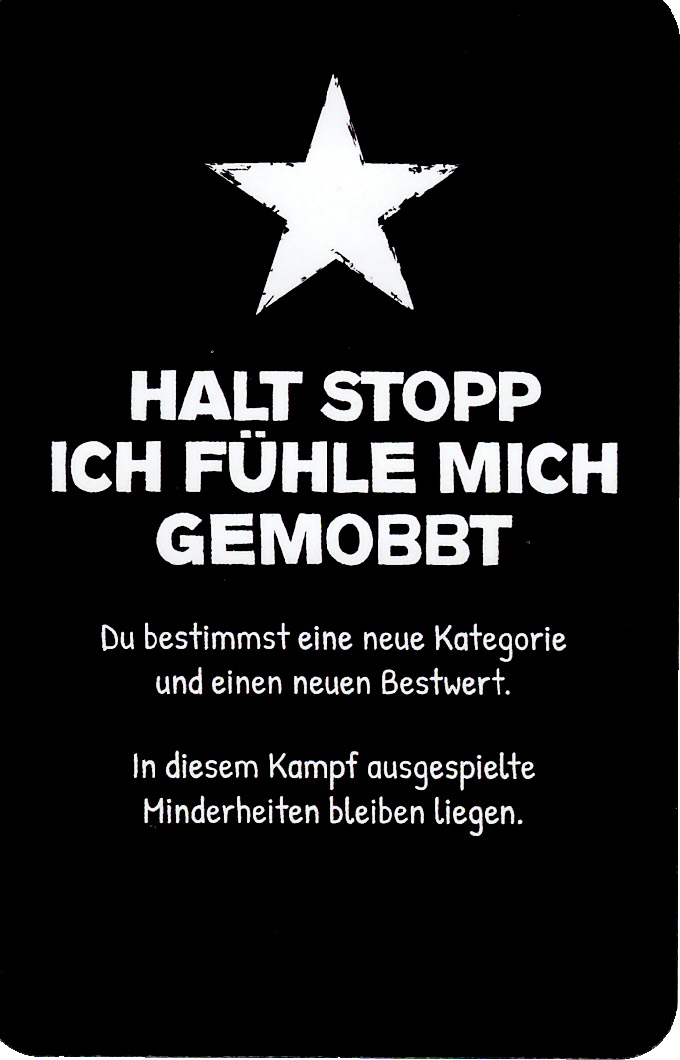 HALT STOPP
ICH FÜHLE MICH
GEMOBBT
Du bestimmst eine neue Kategorie
und einen neuen Bestwert.
In diesem Kampf ausgespielte
Minderheiten bleiben liegen.